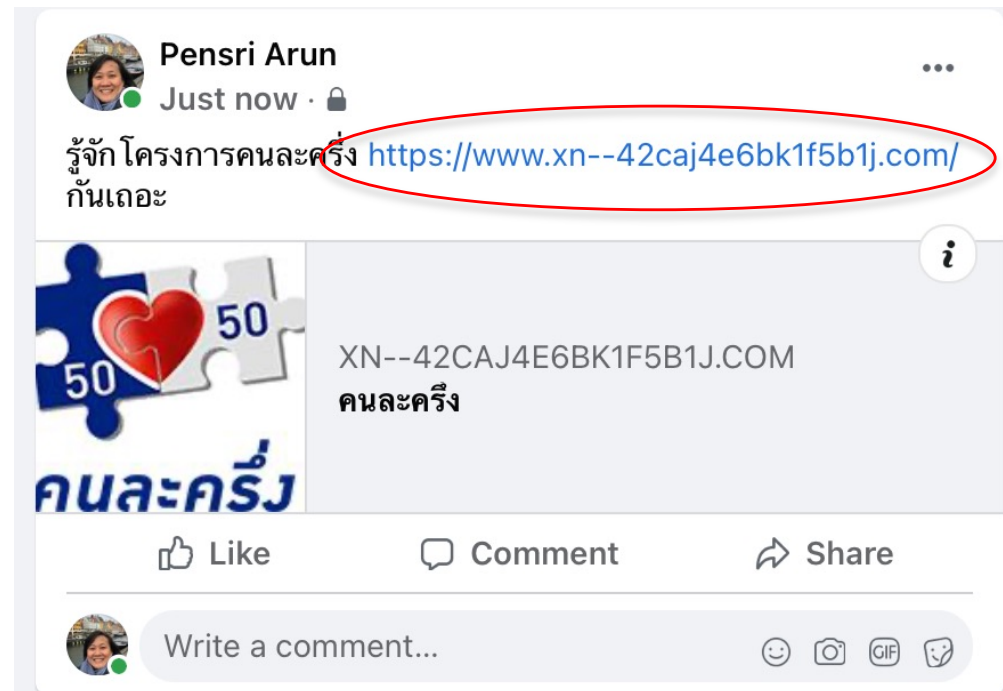 Pensri Arun
Just now ·
รู้จัก โครงการคนละครึ่ง https://www.xn--42caj4e6bk1f5b1j.com/
กันเถอะ
i
50
50
คนละครึ่ง
XN--42CAJ4E6BK1F5B1J.COM
คนละครึ่ง
Like
Comment
Share
Write a comment...
GIF